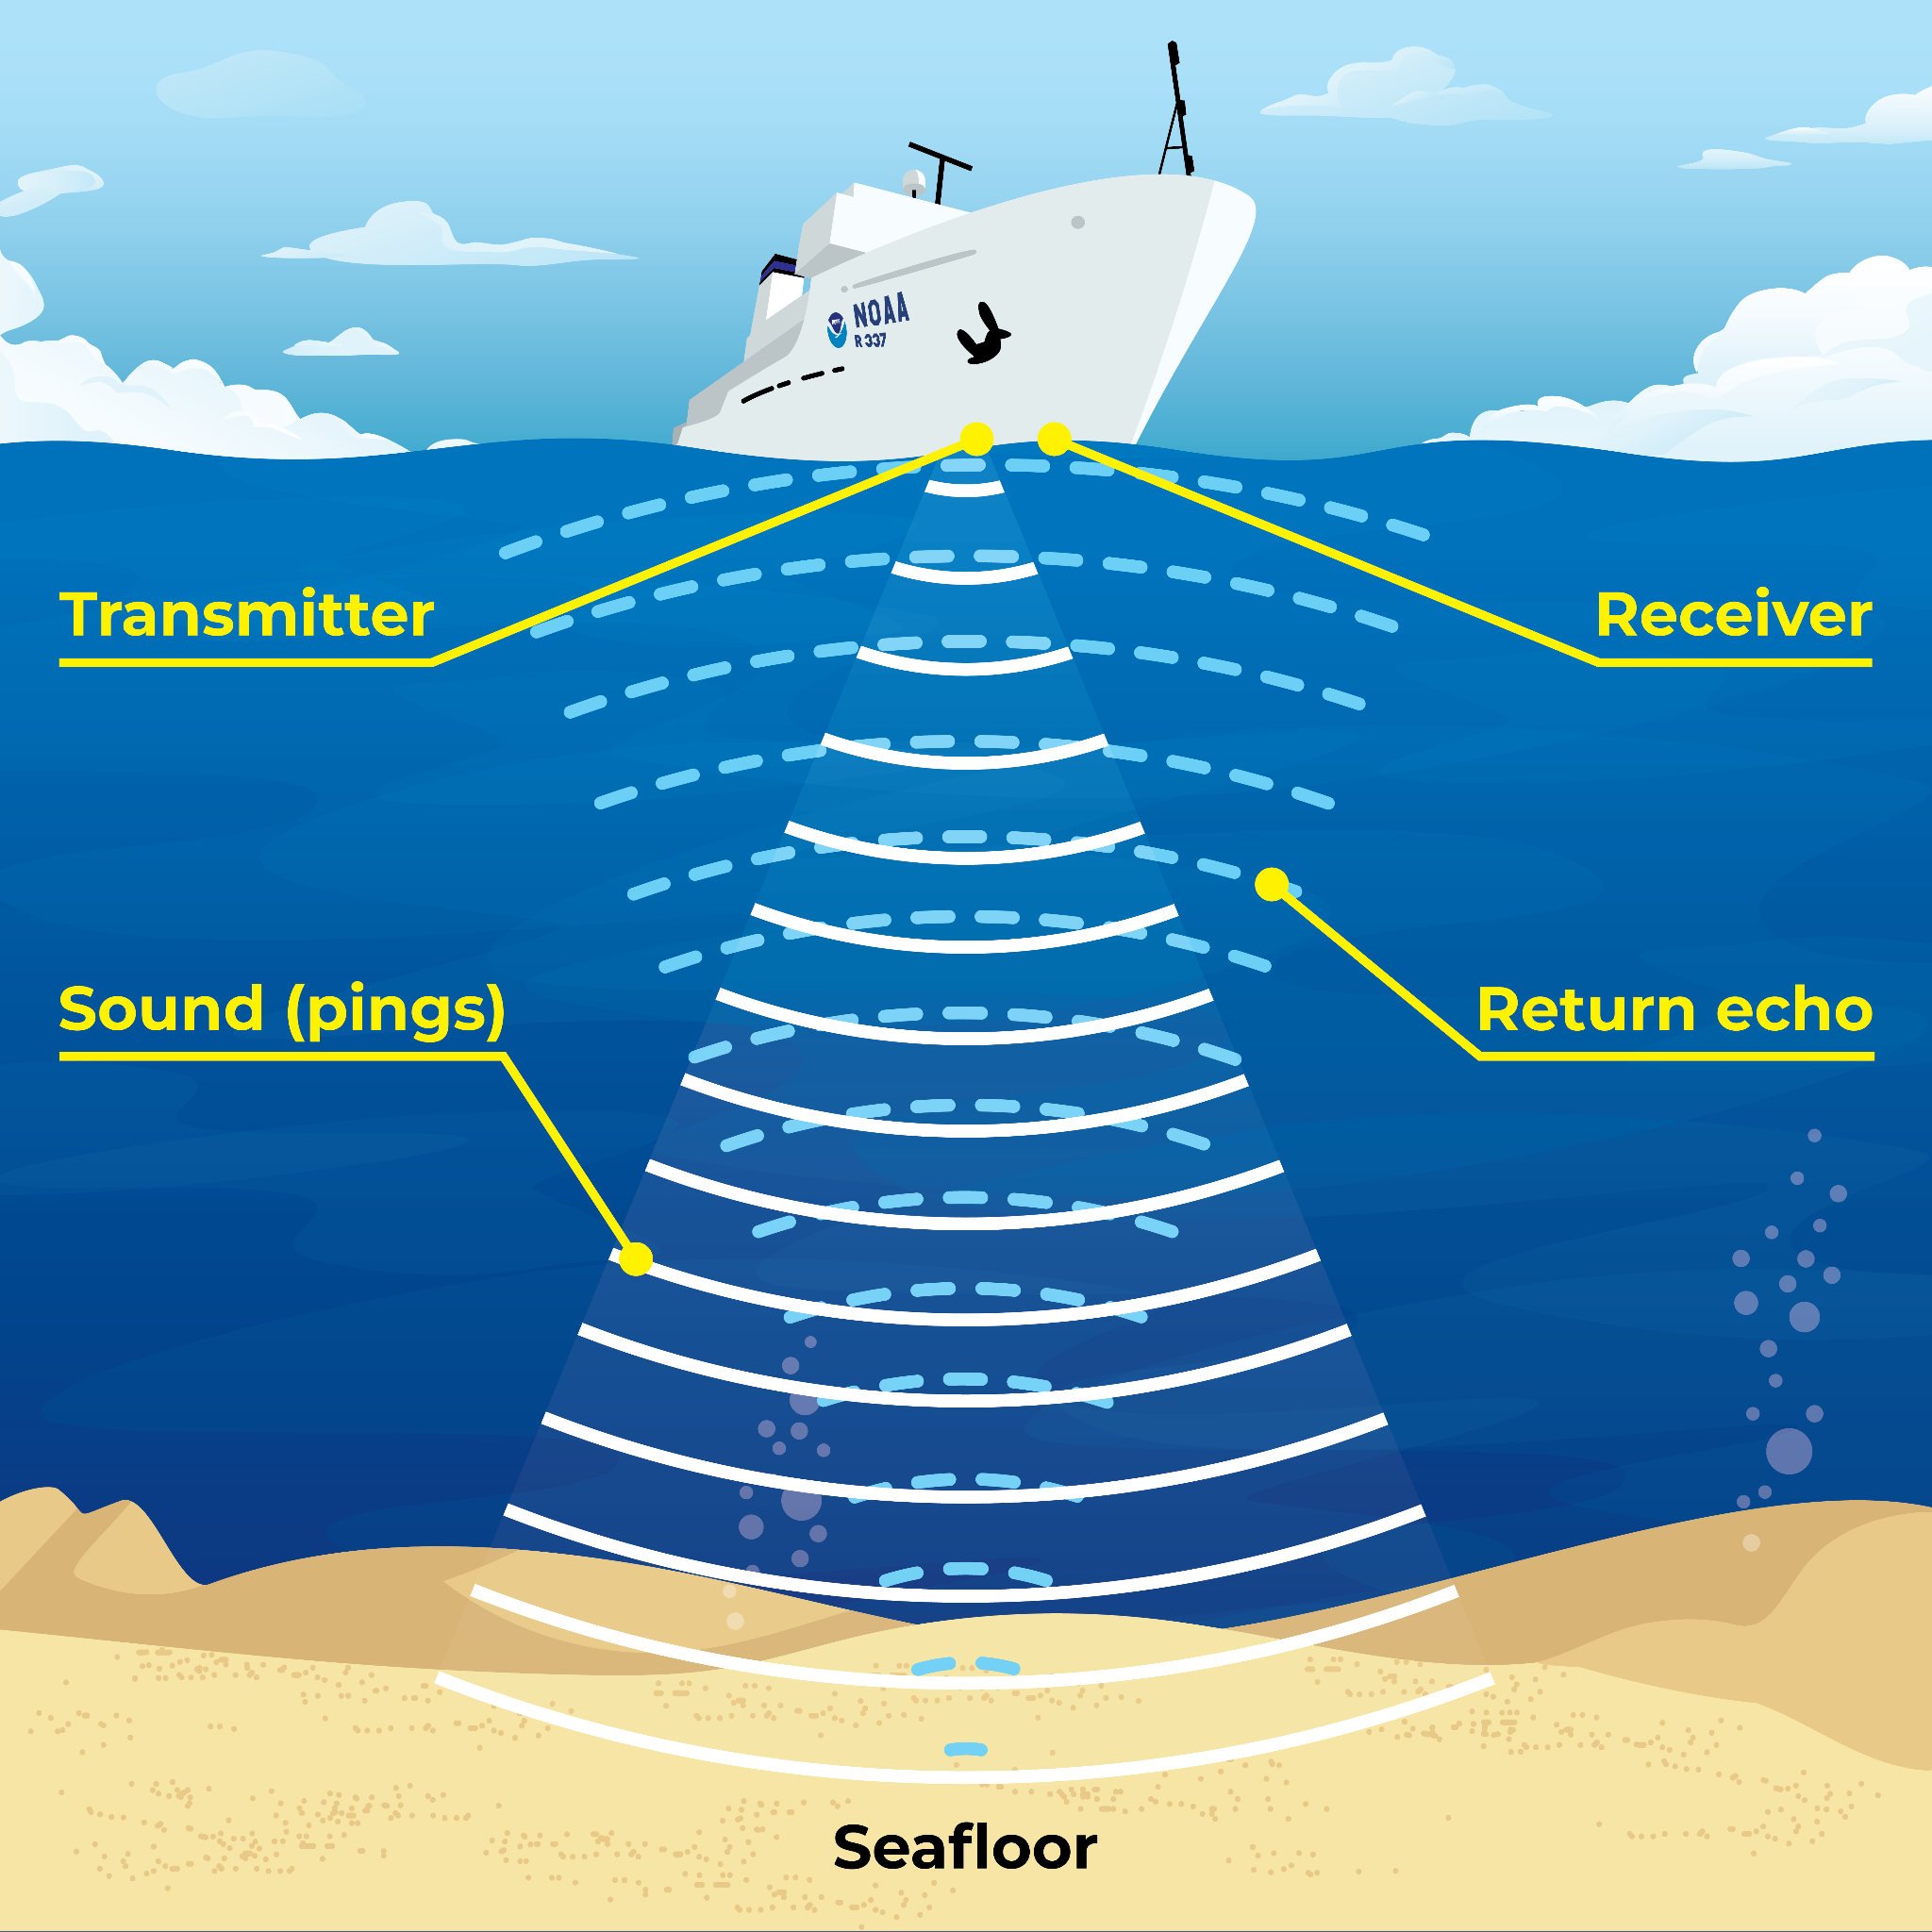 NOAA
R 337
Transmitter
Receiver
Sound (pings)
Return echo
Seafloor